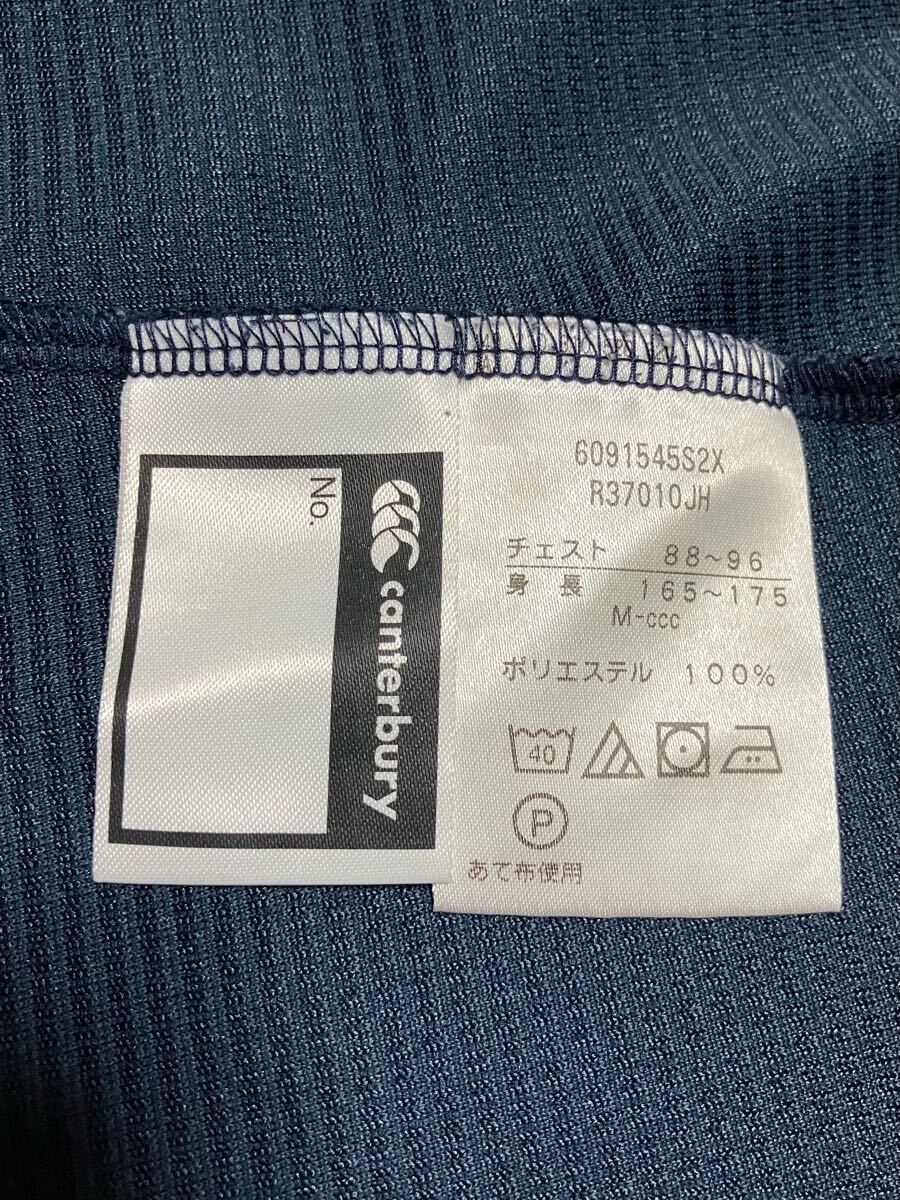 No.
canterbury
6091545S2X
R37010JH
チェスト 88~96
身長 165~175
M-ccc
ポリエステル 100%
40
P
あて布使用